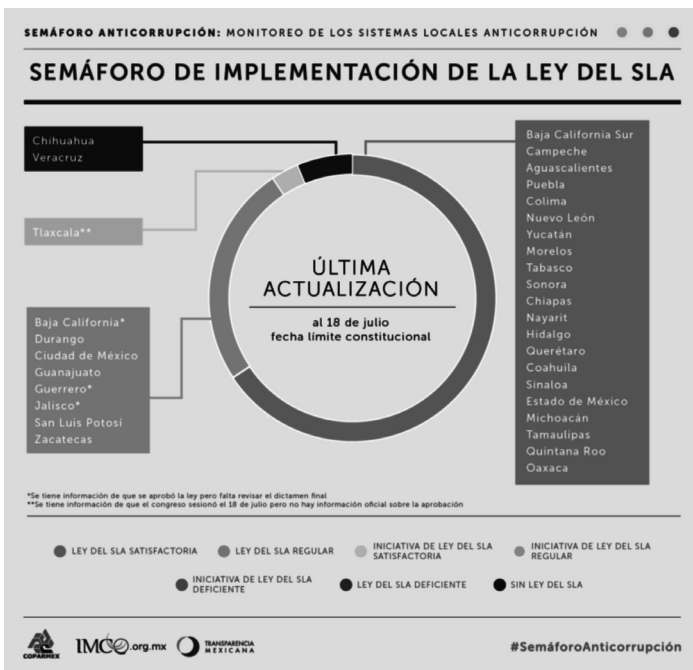 SEMÁFORO ANTICORRUPCIÓN: MONITOREO DE LOS SISTEMAS LOCALES ANTICORRUPCIÓN
SEMÁFORO DE IMPLEMENTACIÓN DE LA LEY DEL SLA
Chihuahua
Veracruz
Tlaxcala**
Baja California*
Durango
Ciudad de México
Guanajuato
Guerrero*
Jalisco*
San Luis Potosí
Zacatecas
ÚLTIMA
ACTUALIZACIÓN
al 18 de julio
fecha límite constitucional
Baja California Sur
Campeche
Aguascalientes
Puebla
Colima
Nuevo León
Yucatán
Morelos
Tabasco
Sonora
Chiapas
Nayarit
Hidalgo
Querétaro
Coahuila
Sinaloa
Estado de México
Michoacán
Tamaulipas
Quintana Roo
Oaxaca
*Se tiene información de que se aprobó la ley pero falta revisar el dictamen final
**Se tiene información de que el congreso sesionó el 18 de julio pero no hay información oficial sobre la aprobación
LEY DEL SLA SATISFACTORIA
LEY DEL SLA REGULAR
INICIATIVA DE LEY DEL SLA
SATISFACTORIA
INICIATIVA DE LEY DEL SLA
REGULAR
INICIATIVA DE LEY DEL SLA
DEFICIENTE
LEY DEL SLA DEFICIENTE
SIN LEY DEL SLA
COPARMEX
IMCO.org.mx
TRANSPARENCIA
MEXICANA
#SemáforoAnticorrupción